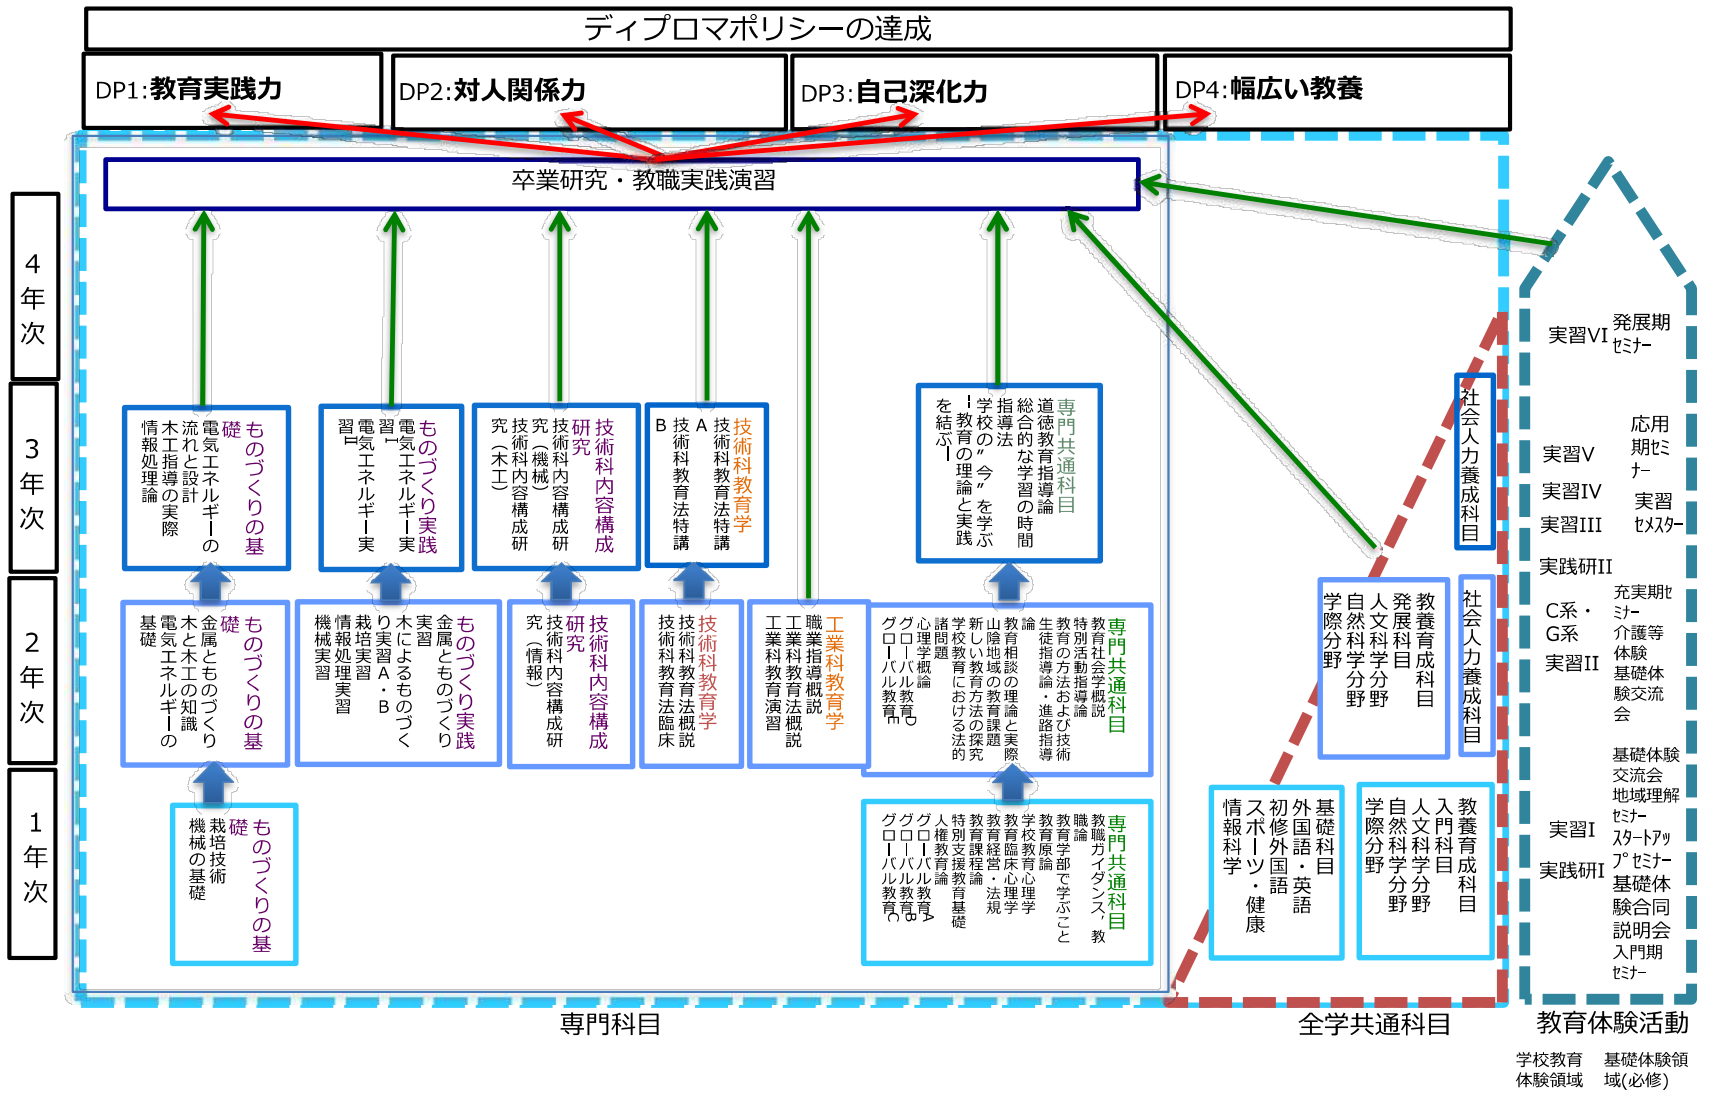 ディプロマポリシーの達成
DP1:教育実践力
DP2:対人関係力
DP3:自己深化力
DP4:幅広い教養
卒業研究・教職実践演習
4年次
3年次
2年次
1年次
ものづくりの基
礎
電気エネルギーの
流れと設計
木工指導の実際
情報処理論
ものづくり実践
電気エネルギー実
習Ⅰ
電気エネルギー実
習Ⅱ
技術科内容構成
研究
技術科内容構成研
究（機械）
技術科内容構成研
究（木工）
技術科教育学
技術科教育法特講
A
技術科教育法特講
B
専門共通科目
道徳教育指導論
総合的な学習の時間
指導法
学校の”今”を学ぶ
ー教育の理論と実践
を結ぶー
社会人力養成科目
ものづくりの基
礎
金属とものづくり
木と木工の知識
電気エネルギーの
基礎
ものづくり実践
金属とものづくり
実習
木によるものづく
り実習A・B
栽培実習
情報処理実習
機械実習
技術科内容構成
研究
技術科内容構成研
究（情報）
技術科教育学
技術科教育法概説
技術科教育法臨床
工業科教育学
職業指導概説
工業科教育法概説
工業科教育演習
専門共通科目
教育社会学概説
特別活動指導論
教育の方法および技術
生徒指導論・進路指導
論
教育相談の理論と実際
山陰地域の教育課題
新しい教育方法の探究
学校教育における法的
諸問題
心理学概論
グローバル教育D
グローバル教育E
教養育成科目
発展科目
人文科学分野
自然科学分野
学際分野
社会人力養成科目
ものづくりの基
礎
栽培技術
機械の基礎
専門共通科目
教職ガイダンス，教
職論
教育学部で学ぶこと
教育原論
学校教育心理学
教育臨床心理学
教育経営・法規
教育課程論
特別支援教育基礎
人権教育論
グローバル教育A
グローバル教育B
グローバル教育C
基礎科目
外国語・英語
初修外国語
スポーツ・健康
情報科学
教養育成科目
入門科目
人文科学分野
自然科学分野
学際分野
実習VI
発展期
ｾﾐﾅｰ
実習V
応用
期ｾﾐ
ﾅｰ
実習IV
実習III
実習
ｾﾒｽﾀｰ
実践研II
C系・
G系
実習II
充実期ｾ
ﾐﾅｰ
介護等
体験
基礎体
験交流
会
実習I
実践研I
基礎体験
交流会
地域理解
ｾﾐﾅｰ
ｽﾀｰﾄｱｯ
ﾌﾟｾﾐﾅｰ
基礎体
験合同
説明会
入門期
ｾﾐﾅｰ
専門科目
全学共通科目
教育体験活動
学校教育
体験領域
基礎体験領
域(必修)